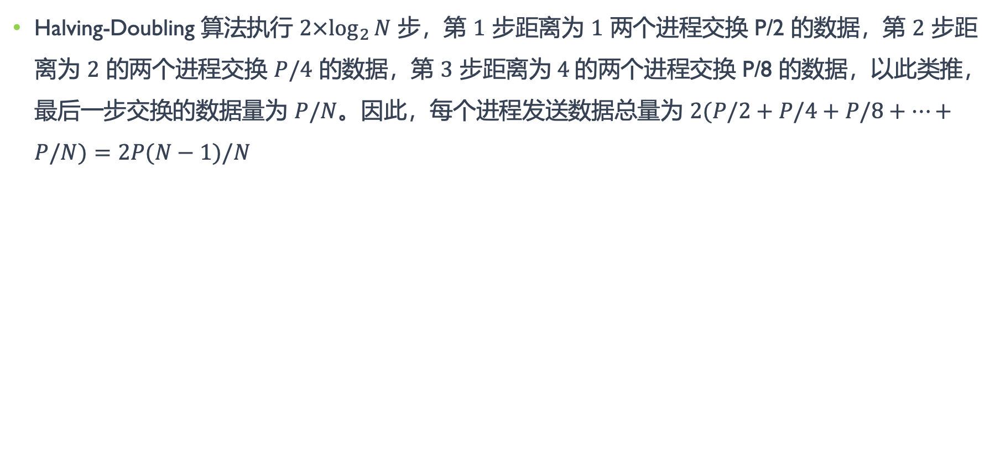 • Halving-Doubling 算法执行 2×log₂ N 步，第 1 步距离为 1 两个进程交换 P/2 的数据，第 2 步距
离为 2 的两个进程交换 P/4 的数据，第 3 步距离为 4 的两个进程交换 P/8 的数据，以此类推，
最后一步交换的数据量为 P/N。因此，每个进程发送数据总量为 2(P/2 + P/4 + P/8 + ⋯ +
P/N) = 2P(N − 1)/N